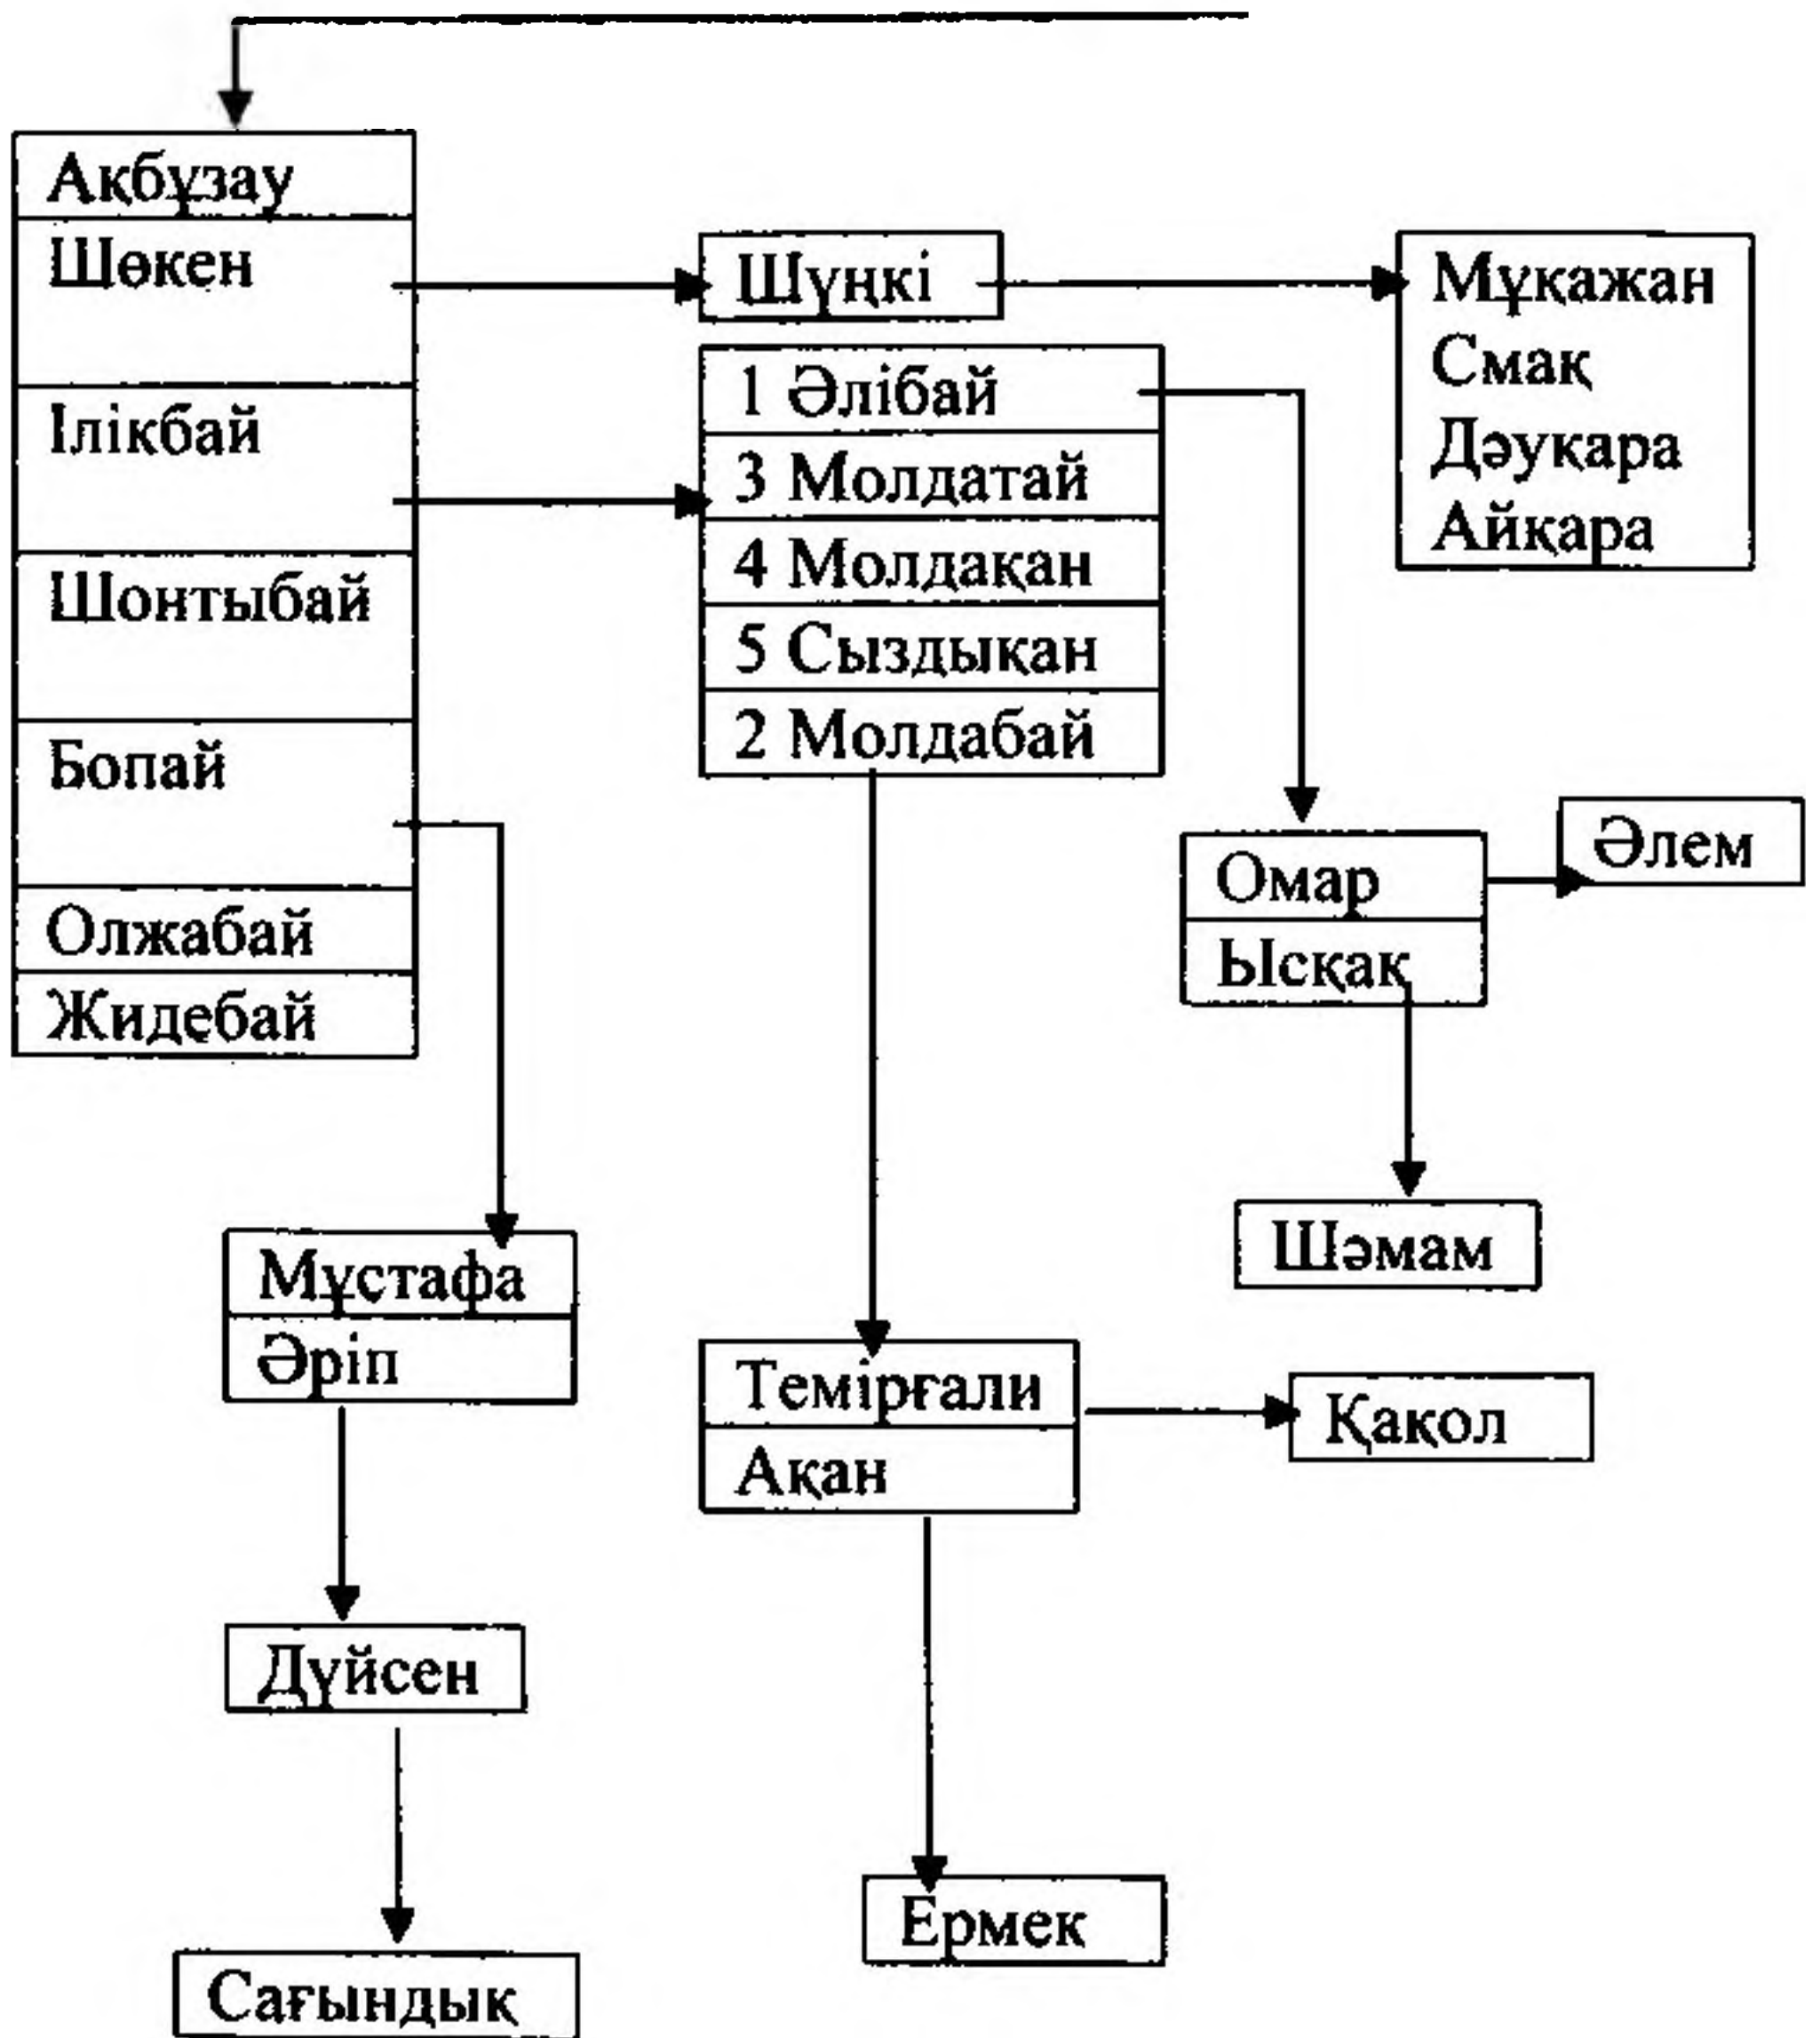 Ақбұзау
Шөкен
Ілікбай
Шонтыбай
Бопай
Олжабай
Жидебай
Шүңкі
1 Әлібай
3 Молдатай
4 Молдақан
5 Сыздықан
2 Молдабай
Мұқажан
Смақ
Дәуқара
Айқара
Омар
Ысқақ
Әлем
Шәмам
Мұстафа
Әріп
Темірғали
Ақан
Қақол
Дүйсен
Ермек
Сағындық